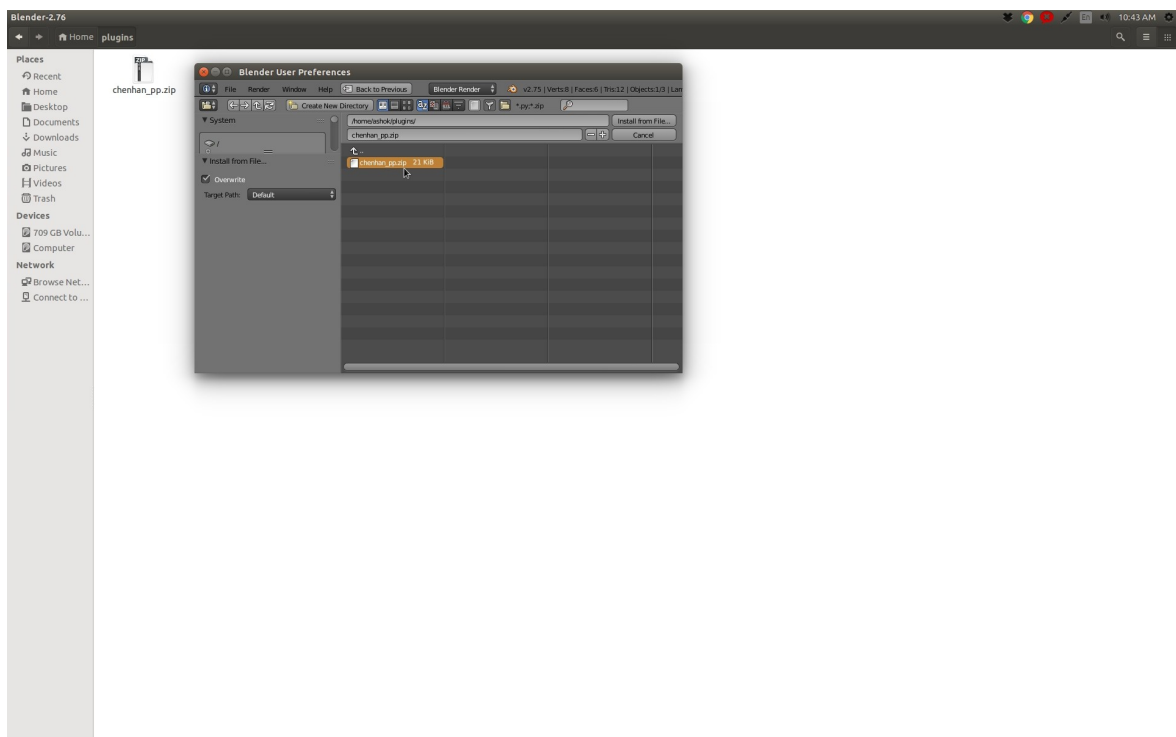 Blender-2.76
En 10:43 AM
Home plugins
Places
Recent
Home
Desktop
Documents
Downloads
Music
Pictures
Videos
Trash
Devices
709 GB Volu...
Computer
Network
Browse Net...
Connect to ...
ZIP
chenhan_pp.zip
Blender User Preferences
File Render Window Help Back to Previous Blender Render v2.75 | Verts:8 | Faces:6 | Tris:12 | Objects:1/3 | Lan
Create New Directory *.py;*.zip
System
/
Install from File...
Overwrite
Target Path: Default
/home/ashok/plugins/ Install from File...
chenhan_pp.zip Cancel
..
chenhan_pp.zip 21 KiB